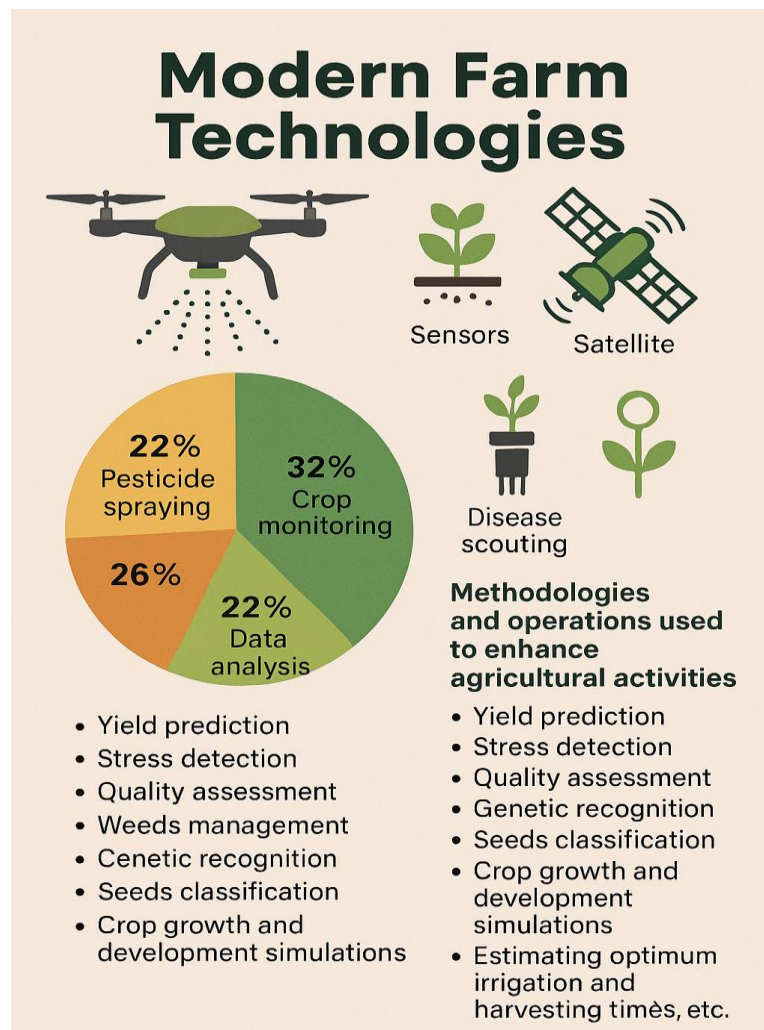 Modern Farm
Technologies
Sensors
Satellite
22%
Pesticide
spraying
32%
Crop
monitoring
26%
22%
Data
analysis
Disease
scouting
• Yield prediction
• Stress detection
• Quality assessment
• Weeds management
• Cenetic recognition
• Seeds classification
• Crop growth and
development simulations
Methodologies
and operations used
to enhance
agricultural activities
• Yield prediction
• Stress detection
• Quality assessment
• Genetic recognition
• Seeds classification
• Crop growth and
development
simulations
• Estimating optimum
irrigation and
harvesting timès, etc.